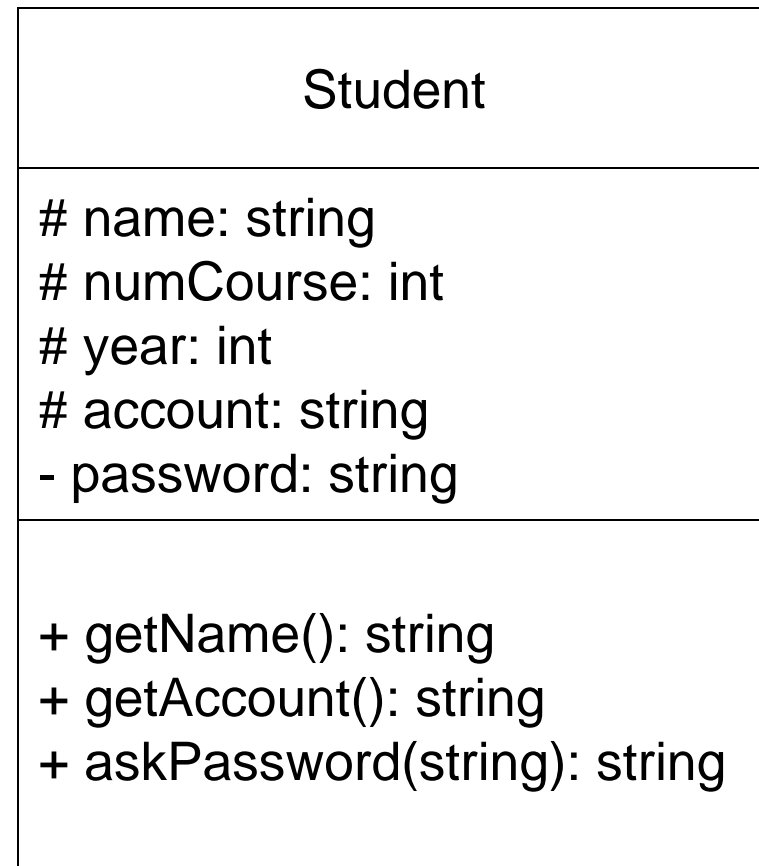 Student
# name: string
# numCourse: int
# year: int
# account: string
- password: string
+ getName(): string
+ getAccount(): string
+ askPassword(string): string